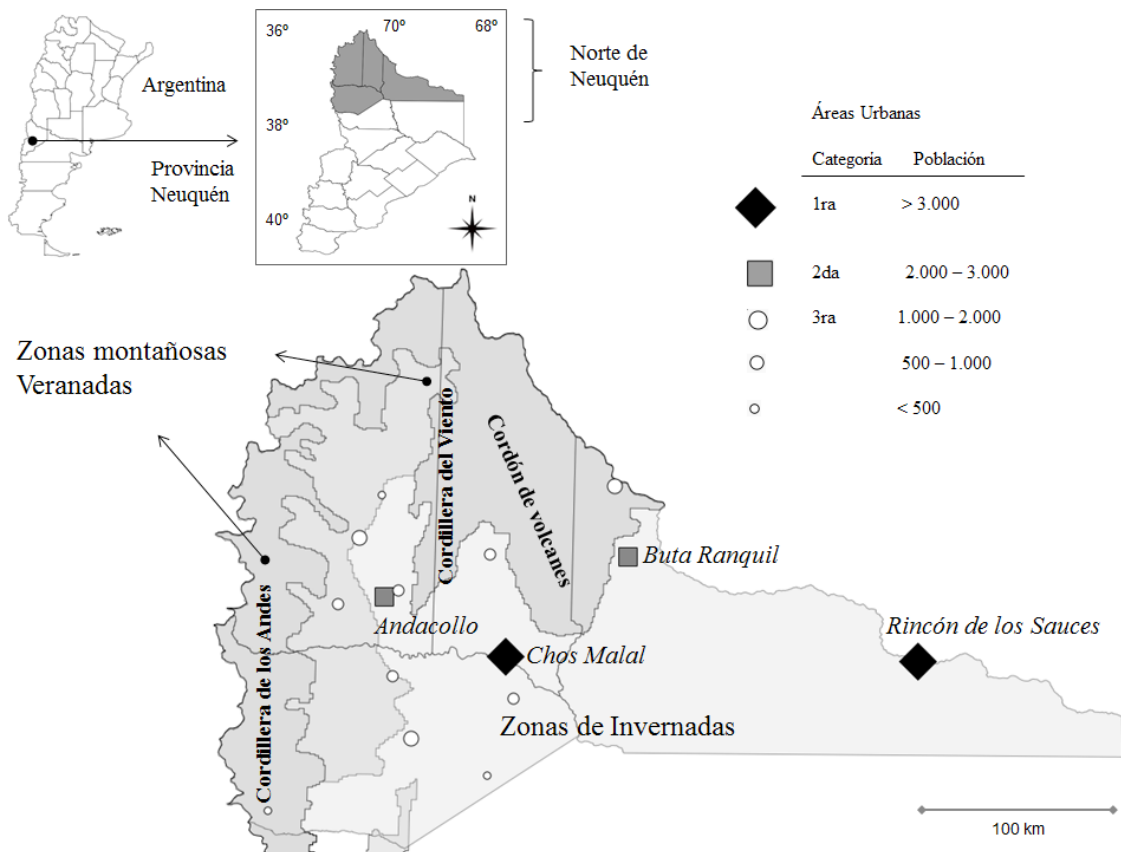 36º
70º
68º
Argentina
Norte de
Neuquén
38º
Provincia
Neuquén
40º
N
Áreas Urbanas
Categoria Población
1ra > 3.000
2da 2.000 – 3.000
3ra 1.000 – 2.000
500 – 1.000
< 500
Zonas montañosas
Veranadas
Cordillera de los Andes
Cordillera del Viento
Cordón de volcanes
Buta Ranquil
Andacollo
Chos Malal
Rincón de los Sauces
Zonas de Invernadas
100 km